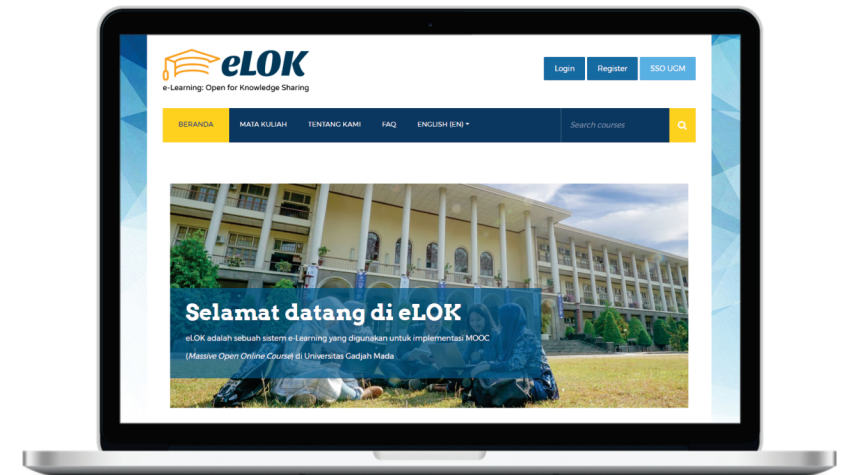 eLOK
e-Learning: Open for Knowledge Sharing
Login
Register
SSO UGM
BERANDA
MATA KULIAH
TENTANG KAMI
FAQ
ENGLISH (EN)
Search courses
Selamat datang di eLOK
eLOK adalah sebuah sistem e-Learning yang digunakan untuk implementasi MOOC
(Massive Open Online Course) di Universitas Gadjah Mada